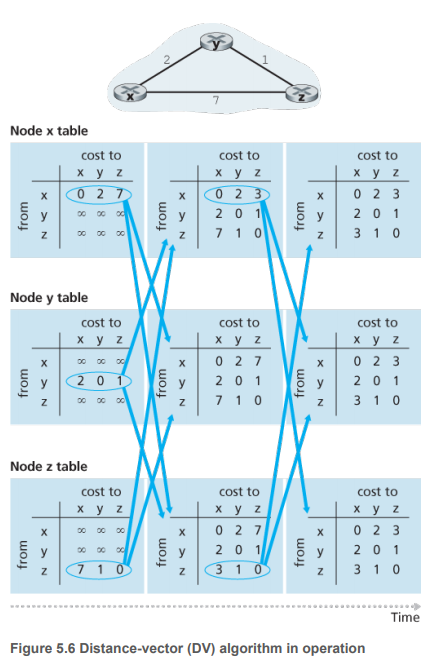 y
2
1
x
7
z
Node x table
cost to cost to cost to
x y z x y z x y z
from from from
x 0 2 7 x 0 2 3 x 0 2 3
y ∞ ∞ ∞ y 2 0 1 y 2 0 1
z ∞ ∞ ∞ z 7 1 0 z 3 1 0
Node y table
cost to cost to cost to
x y z x y z x y z
from from from
x ∞ ∞ ∞ x 0 2 7 x 0 2 3
y 2 0 1 y 2 0 1 y 2 0 1
z ∞ ∞ ∞ z 7 1 0 z 3 1 0
Node z table
cost to cost to cost to
x y z x y z x y z
from from from
x ∞ ∞ ∞ x 0 2 7 x 0 2 3
y ∞ ∞ ∞ y 2 0 1 y 2 0 1
z 7 1 0 z 3 1 0 z 3 1 0
Time
Figure 5.6 Distance-vector (DV) algorithm in operation